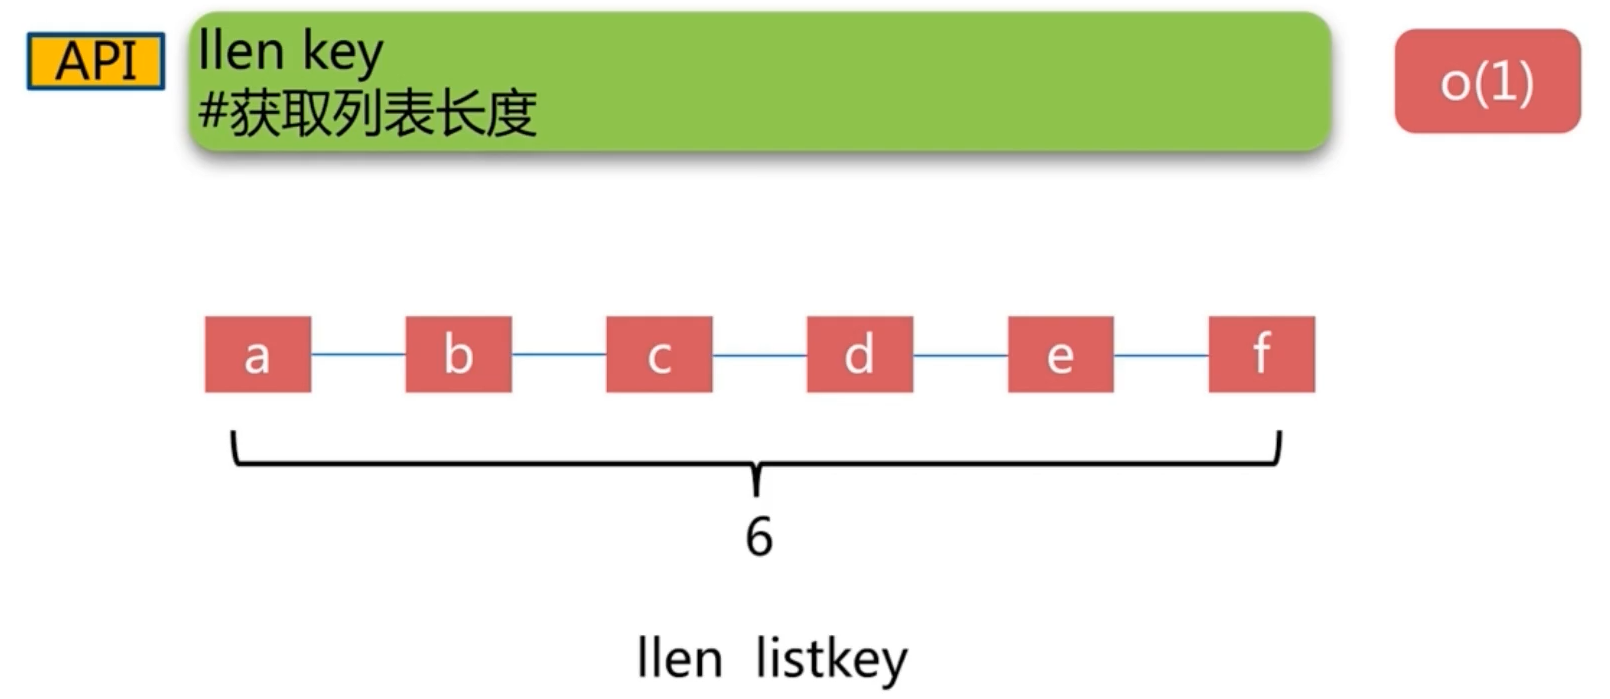 API
llen key
#获取列表长度
o(1)
a b c d e f
6
llen listkey